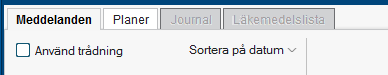 Meddelanden Planer Journal Läkemedelslista
Använd trådning Sortera på datum